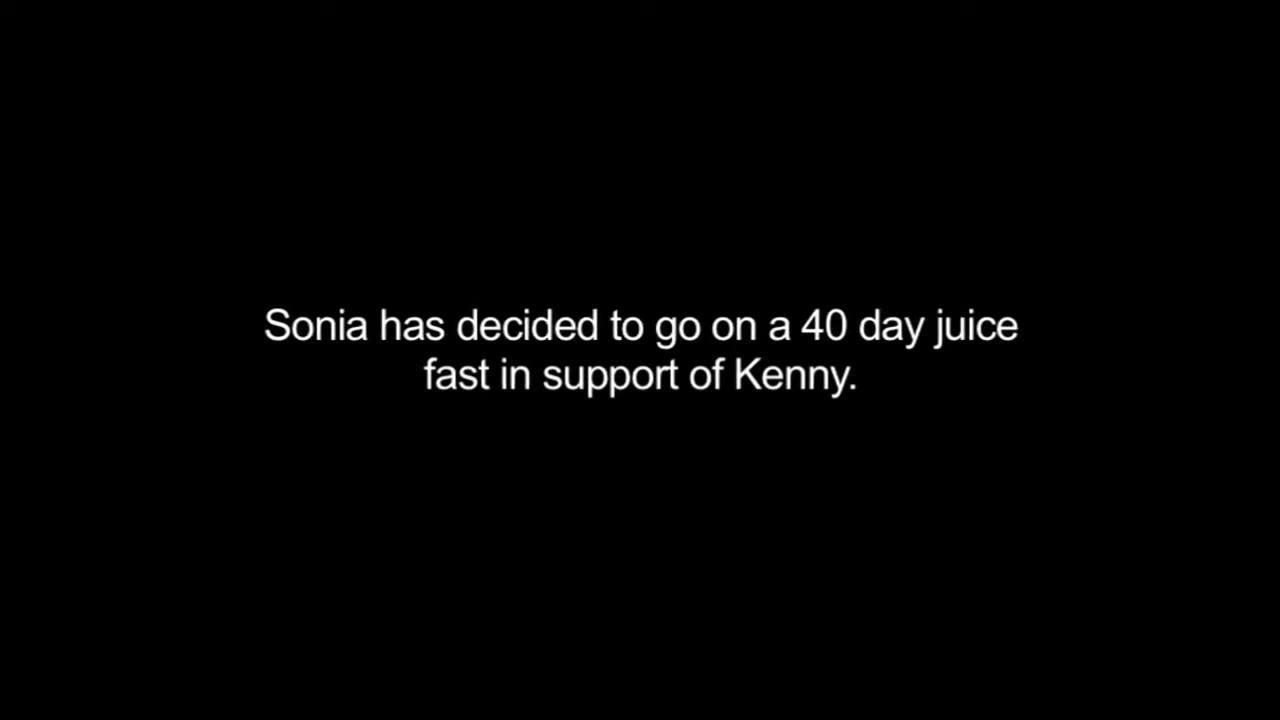 Sonia has decided to go on a 40 day juice
fast in support of Kenny.